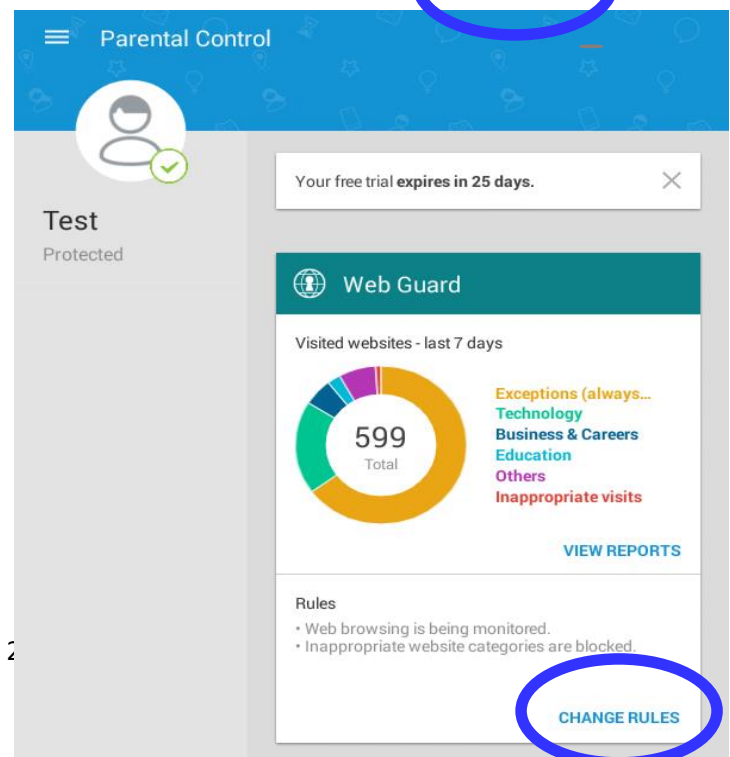 Parental Control
Your free trial expires in 25 days.
Test
Protected
Web Guard
Visited websites - last 7 days
599
Total
Exceptions (always...
Technology
Business & Careers
Education
Others
Inappropriate visits
VIEW REPORTS
Rules
• Web browsing is being monitored.
• Inappropriate website categories are blocked.
CHANGE RULES